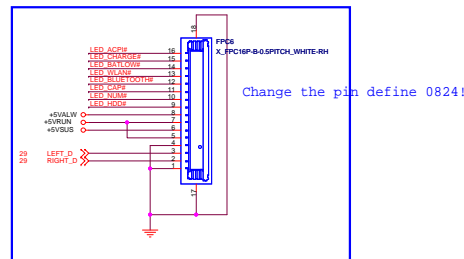 18
FPC6
X_FPC16P-B-0.5PITCH_WHITE-RH
LED_ACPI# 16
LED_CHARGE# 15
LED_BATLOW# 14
LED_WLAN# 13
LED_BLUETOOTH# 12
LED_CAP# 11
LED_NUM# 10
LED_HDD# 9
Change the pin define 0824!
+5VALW 8
+5VRUN 7
+5VSUS 6
5
4
29 LEFT_D 3
29 RIGHT_D 2
1
17